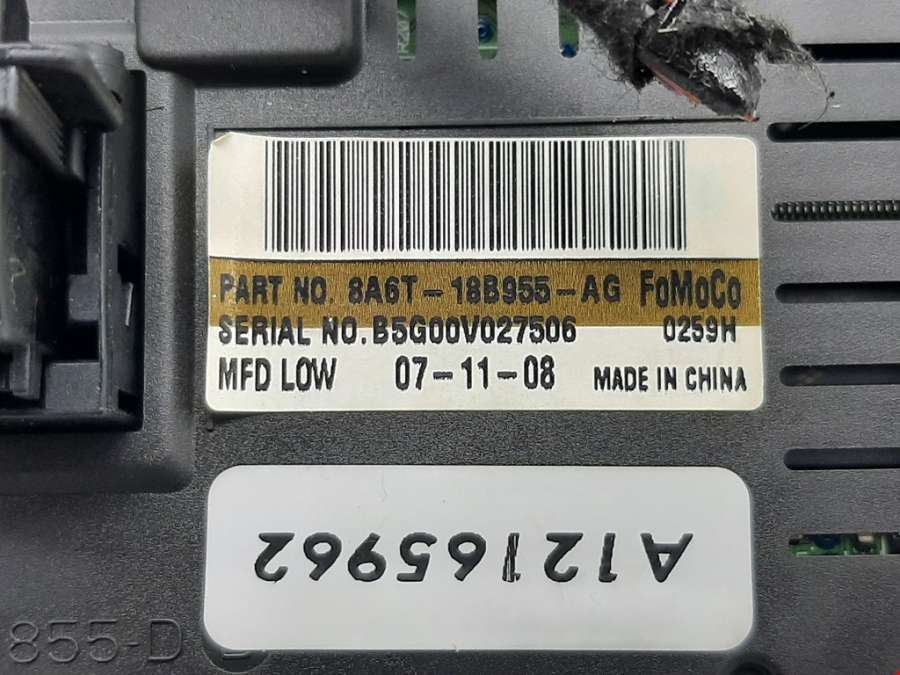 PART NO. 8A6T-18B955-AG FoMoCo
SERIAL NO. B5G00V027506 0259H
MFD LOW 07-11-08 MADE IN CHINA
A12165962
855-D